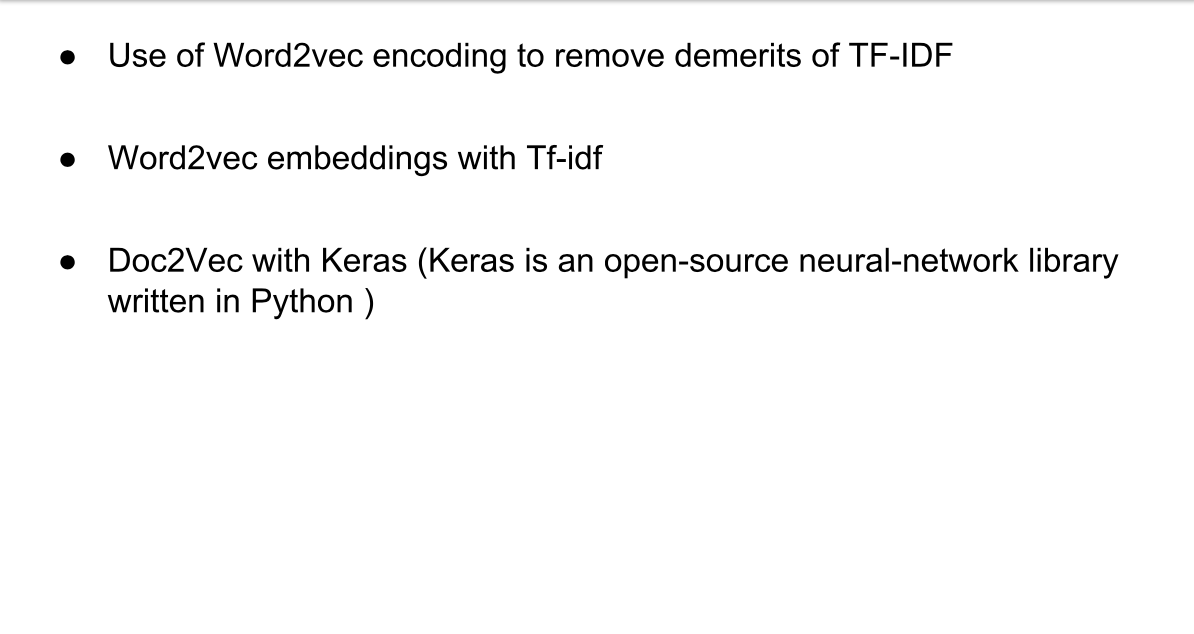 ● Use of Word2vec encoding to remove demerits of TF-IDF
● Word2vec embeddings with Tf-idf
● Doc2Vec with Keras (Keras is an open-source neural-network library
written in Python )